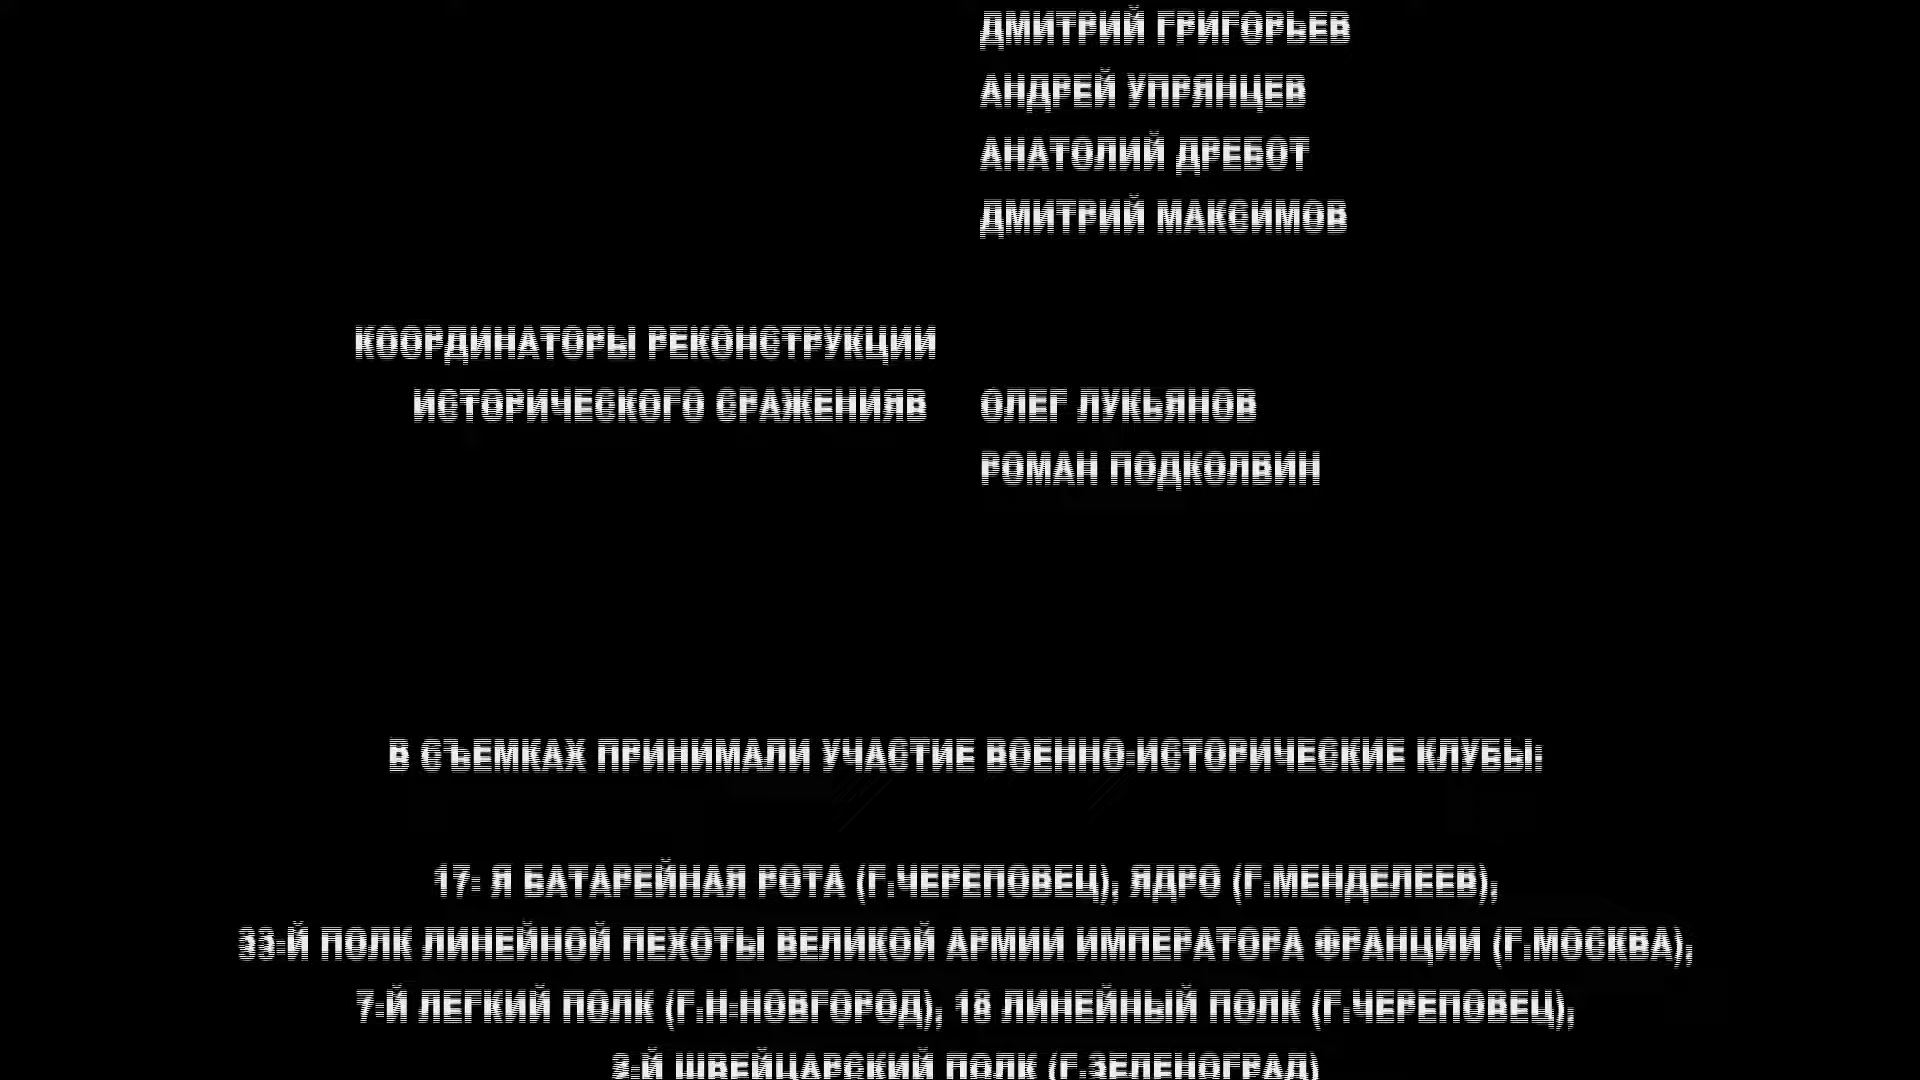 ДМИТРИЙ ГРИГОРЬЕВ
АНДРЕЙ УПРЯНЦЕВ
АНАТОЛИЙ ДРЕБОТ
ДМИТРИЙ МАКСИМОВ
КООРДИНАТОРЫ РЕКОНСТРУКЦИИ
ИСТОРИЧЕСКОГО СРАЖЕНИЯВ ОЛЕГ ЛУКЬЯНОВ
РОМАН ПОДКОЛВИН
В СЪЕМКАХ ПРИНИМАЛИ УЧАСТИЕ ВОЕННО-ИСТОРИЧЕСКИЕ КЛУБЫ:
17- Я БАТАРЕЙНАЯ РОТА (Г.ЧЕРЕПОВЕЦ), ЯДРО (Г.МЕНДЕЛЕЕВ),
33-Й ПОЛК ЛИНЕЙНОЙ ПЕХОТЫ ВЕЛИКОЙ АРМИИ ИМПЕРАТОРА ФРАНЦИИ (Г.МОСКВА),
7-Й ЛЕГКИЙ ПОЛК (Г.Н-НОВГОРОД), 18 ЛИНЕЙНЫЙ ПОЛК (Г.ЧЕРЕПОВЕЦ),
2-Й ШВЕЙЦАРСКИЙ ПОЛК (Г.ЗЕЛЕНОГРАД)